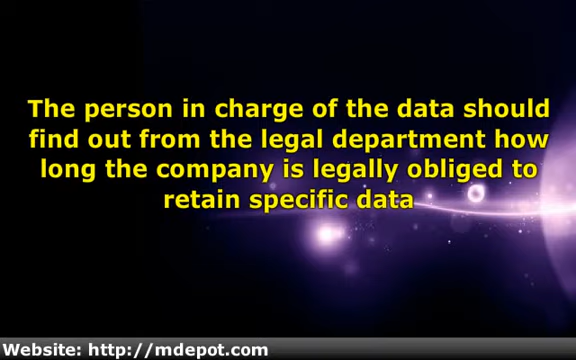 The person in charge of the data should
find out from the legal department how
long the company is legally obliged to
retain specific data
Website: http://mdepot.com